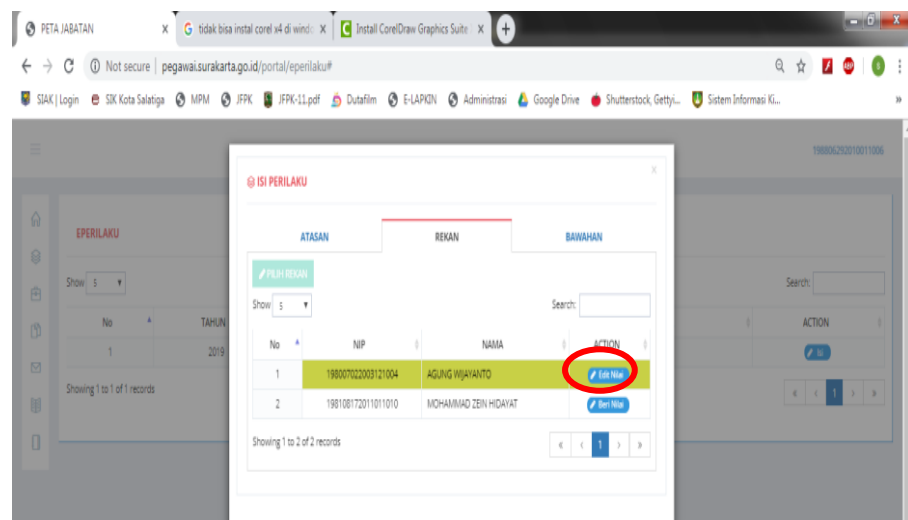 PETA JABATAN
tidak bisa instal corel x4 di windo
Install CorelDraw Graphics Suite
Not secure | pegawai.surakarta.go.id/portal/eperilaku#
SIAK | Login SIK Kota Salatiga MPM JFPK JFPK-11.pdf Dutafilm E-LAPKIN Administrasi Google Drive Shutterstock, Gettyi... Sistem Informasi Ki... »
198806292010011006
ISI PERILAKU
ATASAN REKAN BAWAHAN
EPERILAKU
PILIH REKAN
Show 5 Search:
Show 5 Search:
No TAHUN ACTION
1 2019 Isi
Showing 1 to 1 of 1 records
« ‹ 1 › »
No NIP NAMA ACTION
1 198007022003121004 AGUNG WIJAYANTO Edit Nilai
2 198108172011011010 MOHAMMAD ZEIN HIDAYAT Beri Nilai
Showing 1 to 2 of 2 records
« ‹ 1 › »